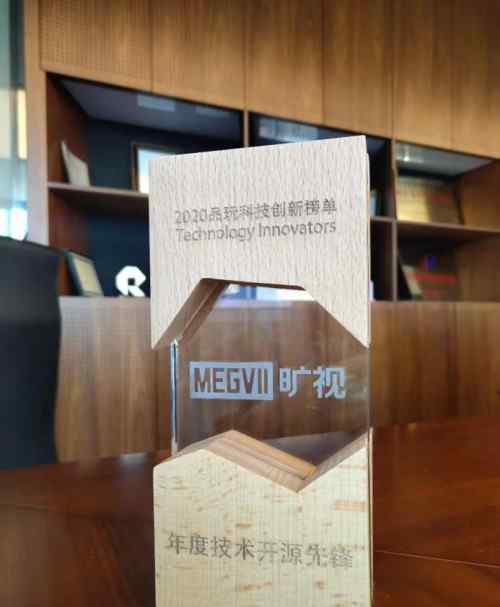 2020品玩科技创新榜单
Technology Innovators
MEGVII 旷视
年度技术开源先锋